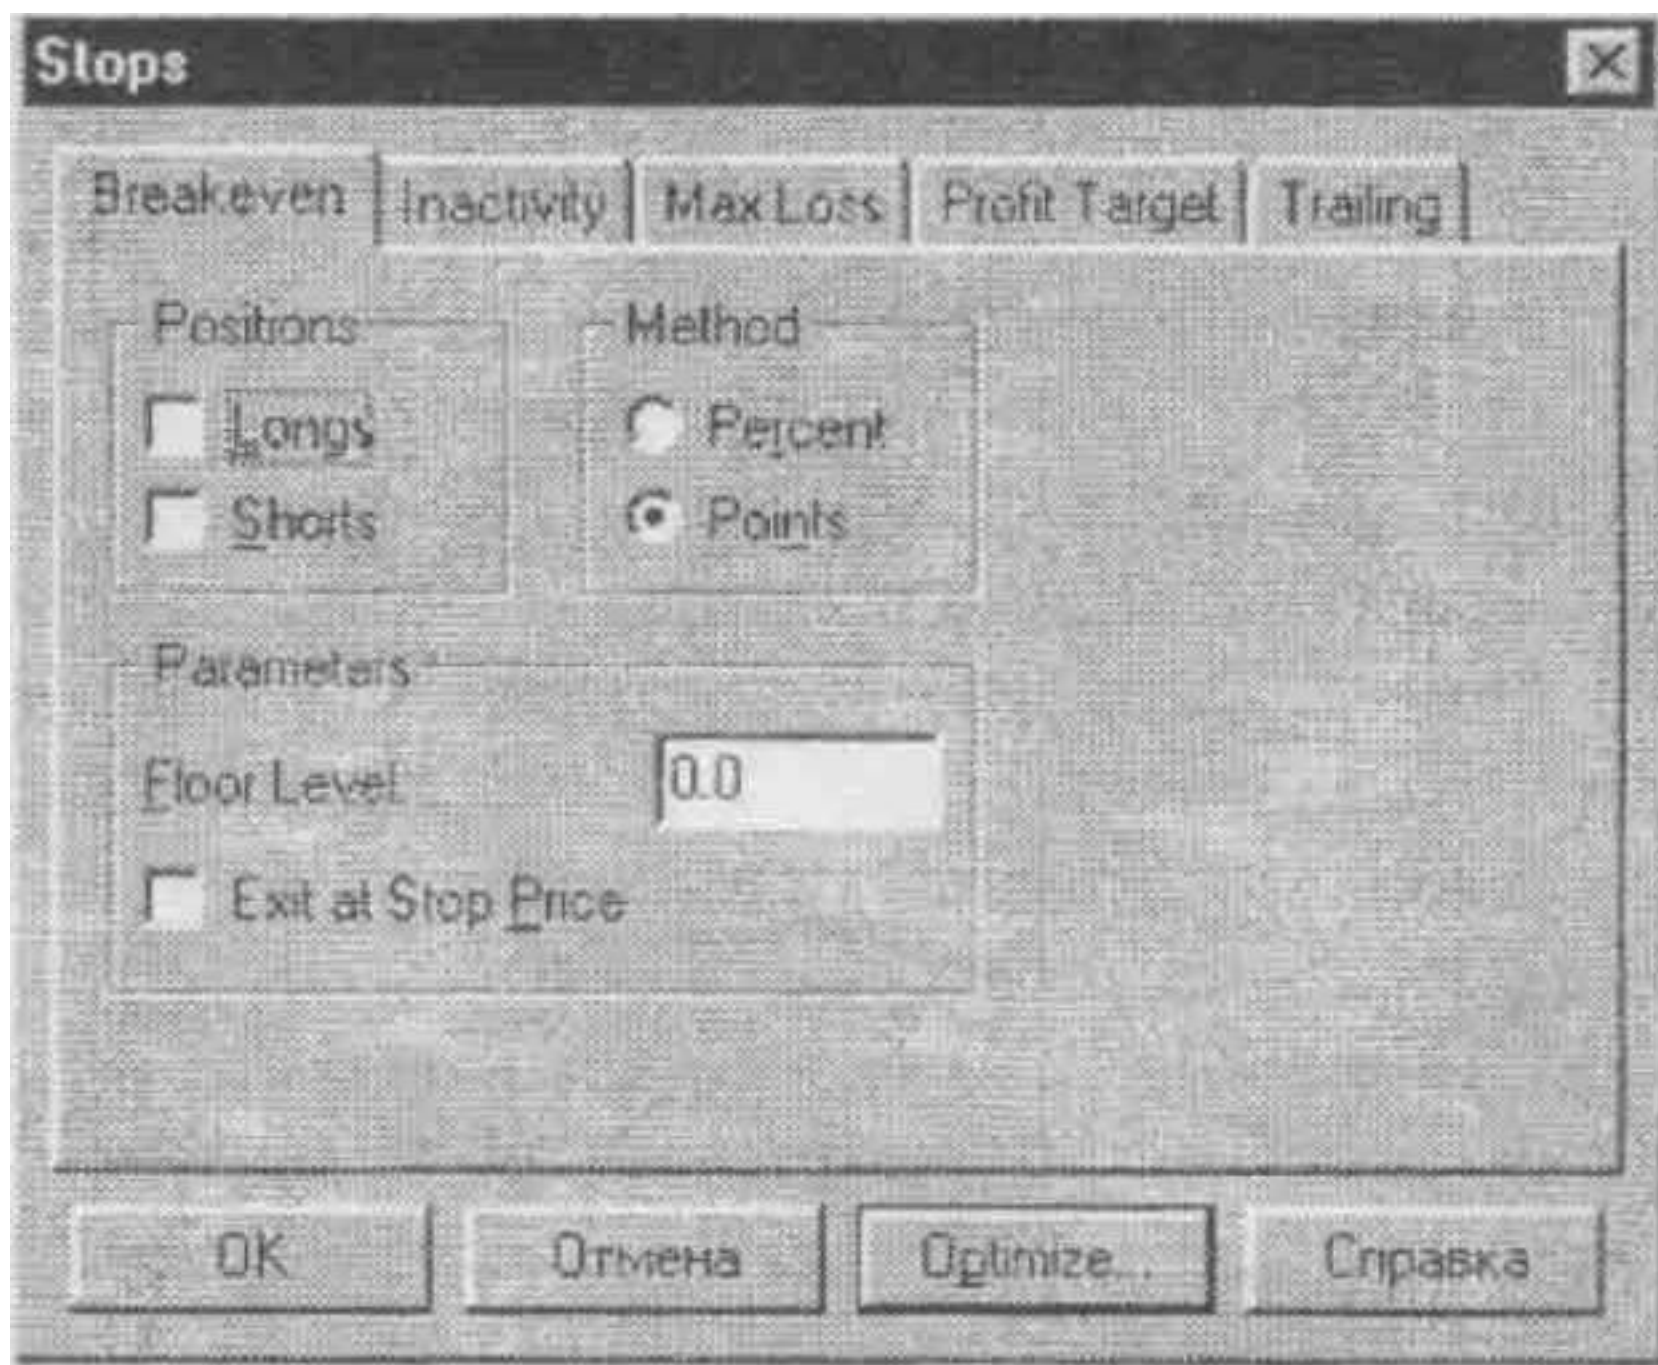 Stops
Breakeven Inactivity Max Loss Profit Target Trailing
Positions Method
Longs Percent
Shorts Points
Parameters
Floor Level: 0.0
Exit at Stop Price
OK Отмена Optimize... Справка